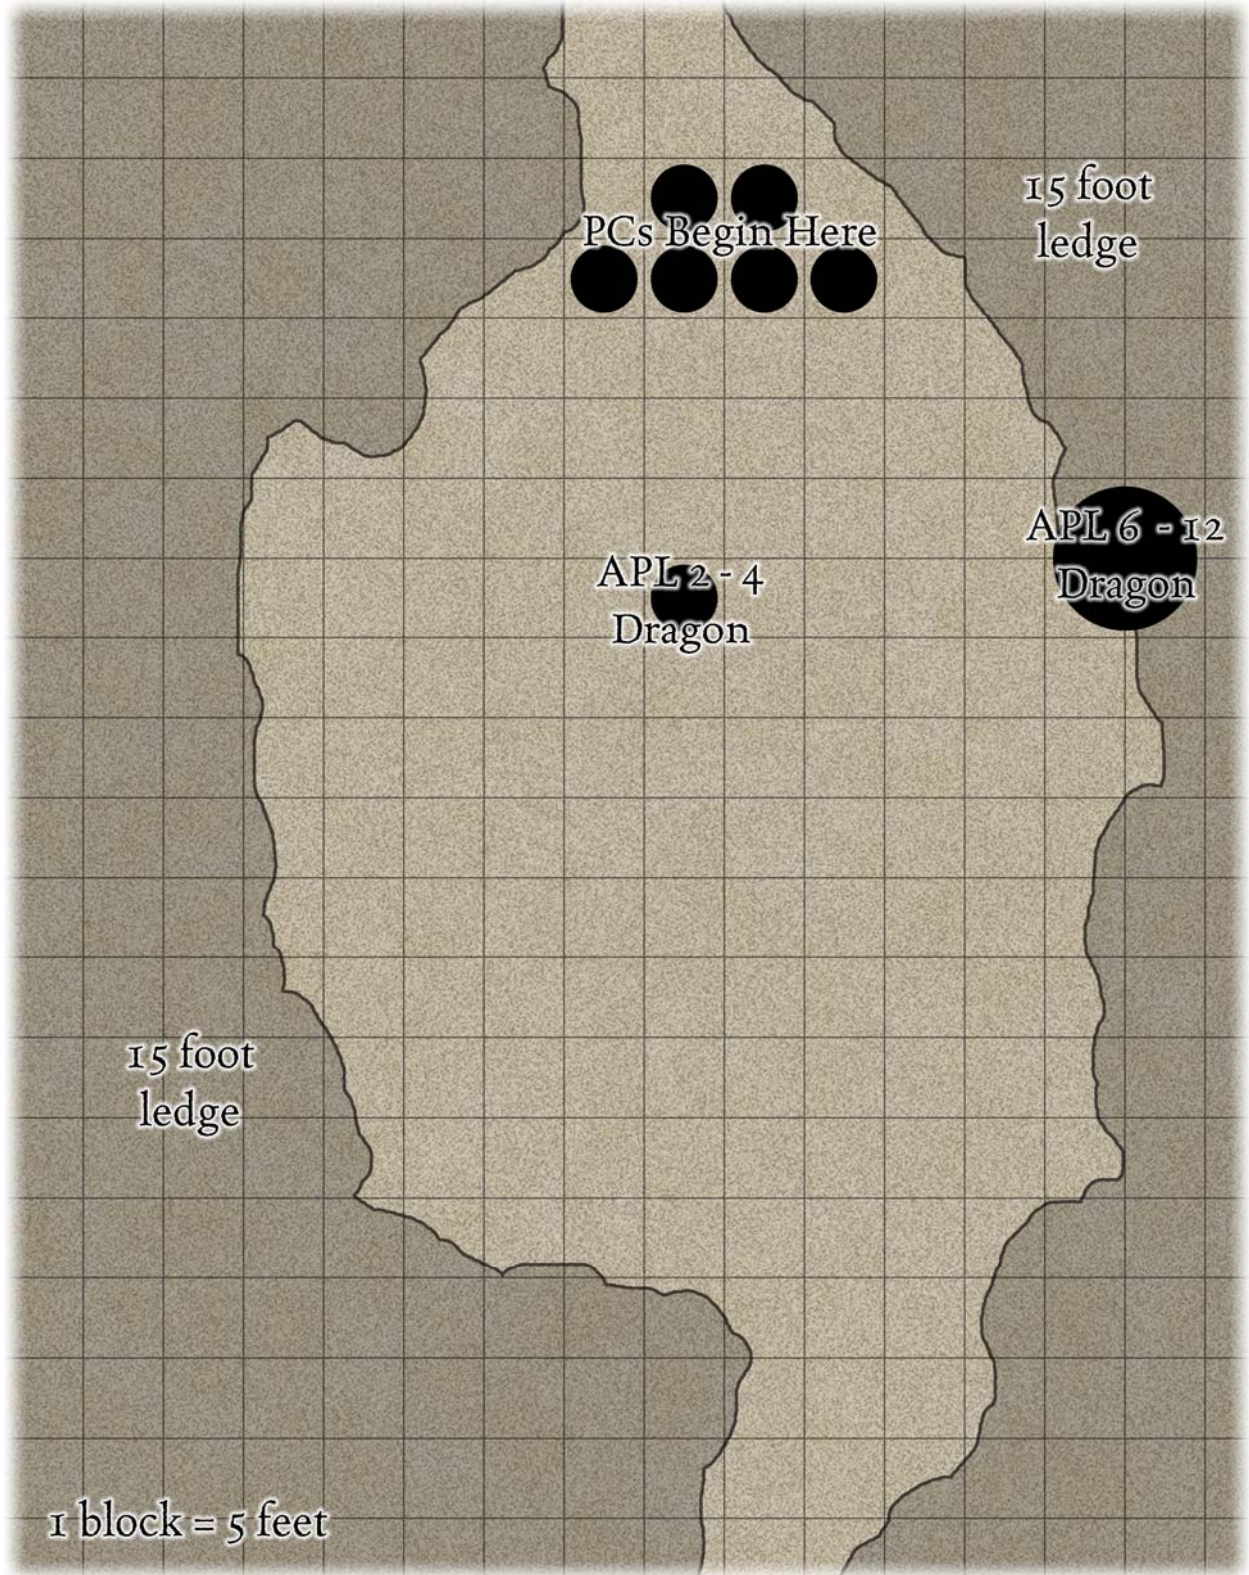 15 foot
ledge
PCs Begin Here
APL 6 - 12
Dragon
APL 2 - 4
Dragon
15 foot
ledge
1 block = 5 feet